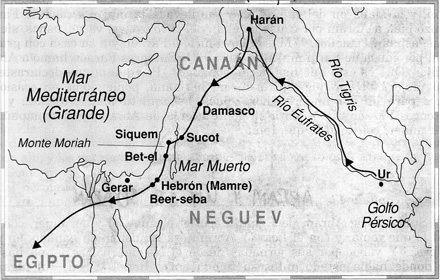 Harán
CANAÁN
Mar
Mediterráneo
(Grande)
Río Tigris
Río Éufrates
Damasco
Siquem
Sucot
Monte Moriah
Bet-el
Mar Muerto
Ur
Gerar
Hebrón (Mamre)
Beer-seba
Golfo
Pérsico
NEGUEV
EGIPTO